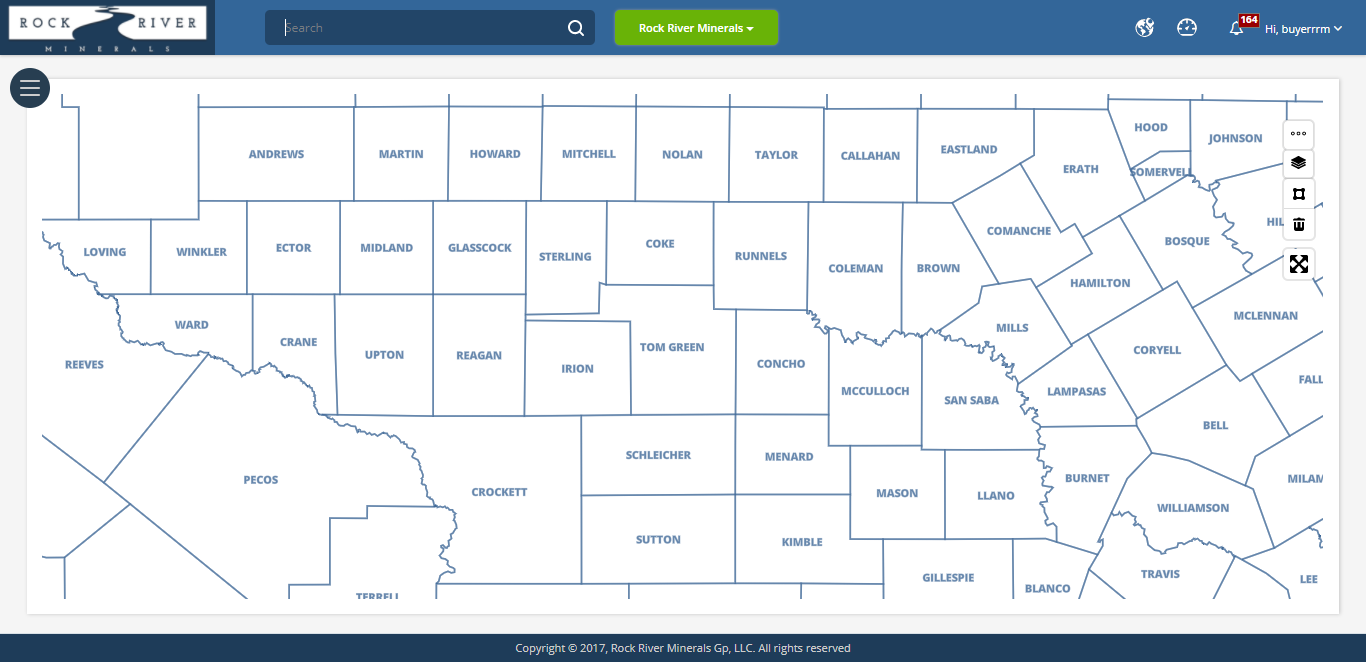 ROCK RIVER
MINERALS
Search
Rock River Minerals
164
Hi, buyerrrm
HOOD
JOHNSON
ANDREWS
MARTIN
HOWARD
MITCHELL
NOLAN
TAYLOR
CALLAHAN
EASTLAND
ERATH
SOMERVELL
LOVING
WINKLER
ECTOR
MIDLAND
GLASSCOCK
STERLING
COKE
RUNNELS
COLEMAN
BROWN
COMANCHE
HAMILTON
BOSQUE
HIL
WARD
CRANE
REEVES
UPTON
REAGAN
IRION
TOM GREEN
CONCHO
MCCULLOCH
SAN SABA
MILLS
LAMPASAS
CORYELL
MCLENNAN
FALL
BELL
PECOS
CROCKETT
SCHLEICHER
MENARD
MASON
LLANO
BURNET
WILLIAMSON
MILAM
SUTTON
KIMBLE
GILLESPIE
BLANCO
TRAVIS
LEE
TERRELL
Copyright © 2017, Rock River Minerals Gp, LLC. All rights reserved